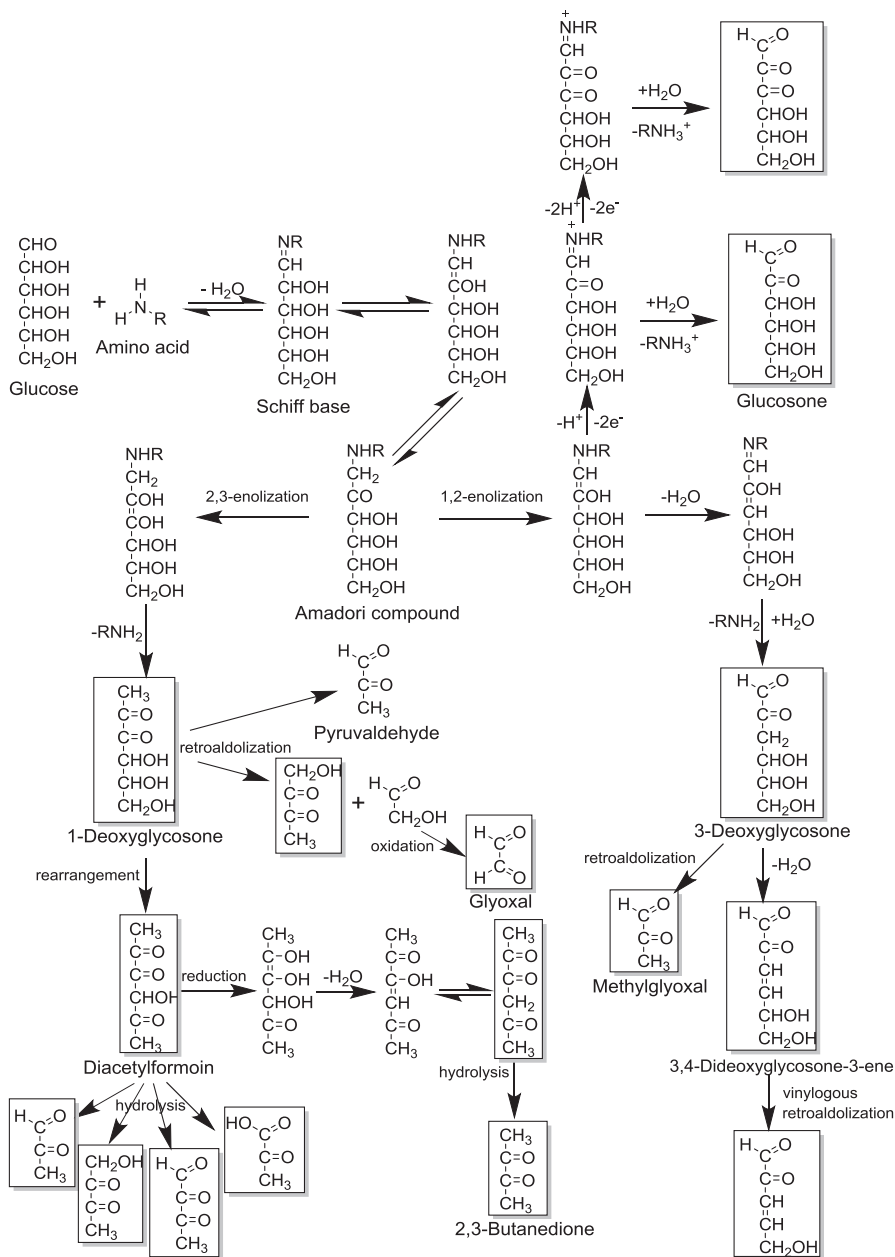 +
NHR
CH
C=O
C=O
CHOH
CHOH
CH₂OH
+H₂O
-RNH₃⁺
H
C
O
C=O
C=O
CHOH
CHOH
CH₂OH
-2H⁺
-2e⁻
CHO
CHOH
CHOH
CHOH
CHOH
CH₂OH
Glucose
+
H
N
H
R
Amino acid
- H₂O
NR
CH
CHOH
CHOH
CHOH
CHOH
CH₂OH
Schiff base
NHR
CH
COH
CHOH
CHOH
CHOH
CH₂OH
+
NHR
CH
C=O
CHOH
CHOH
CHOH
CH₂OH
+H₂O
-RNH₃⁺
H
C
O
C=O
CHOH
CHOH
CHOH
CH₂OH
Glucosone
-H⁺
-2e⁻
NHR
CH₂
COH
COH
CHOH
CHOH
CH₂OH
2,3-enolization
NHR
CH₂
CO
CHOH
CHOH
CHOH
CH₂OH
Amadori compound
1,2-enolization
NHR
CH
COH
CHOH
CHOH
CHOH
CH₂OH
-H₂O
NR
CH
COH
CH
CHOH
CHOH
CH₂OH
-RNH₂
-RNH₂
+H₂O
CH₃
C=O
C=O
CHOH
CHOH
CH₂OH
1-Deoxyglycosone
H
C
O
C=O
CH₃
Pyruvaldehyde
retroaldolization
CH₂OH
C=O
C=O
CH₃
+
H
C
O
CH₂OH
oxidation
H
C
O
C
H
O
Glyoxal
H
C
O
C=O
CH₂
CHOH
CHOH
CH₂OH
3-Deoxyglycosone
rearrangement
retroaldolization
-H₂O
H
C
O
C=O
CH₃
Methylglyoxal
H
C
O
C=O
CH
CH
CHOH
CH₂OH
3,4-Dideoxyglycosone-3-ene
CH₃
C=O
C=O
CHOH
C=O
CH₃
Diacetylformoin
reduction
CH₃
C-OH
C-OH
CHOH
C=O
CH₃
-H₂O
CH₃
C=O
C-OH
CH
C=O
CH₃
CH₃
C=O
C=O
CH₂
C=O
CH₃
hydrolysis
hydrolysis
vinylogous
retroaldolization
H
C
O
C=O
CH₃
CH₂OH
C=O
C=O
CH₃
H
C
O
C=O
C=O
CH₃
HO
C
O
C=O
CH₃
CH₃
C=O
C=O
CH₃
2,3-Butanedione
H
C
O
C=O
CH
CH
CH₂OH